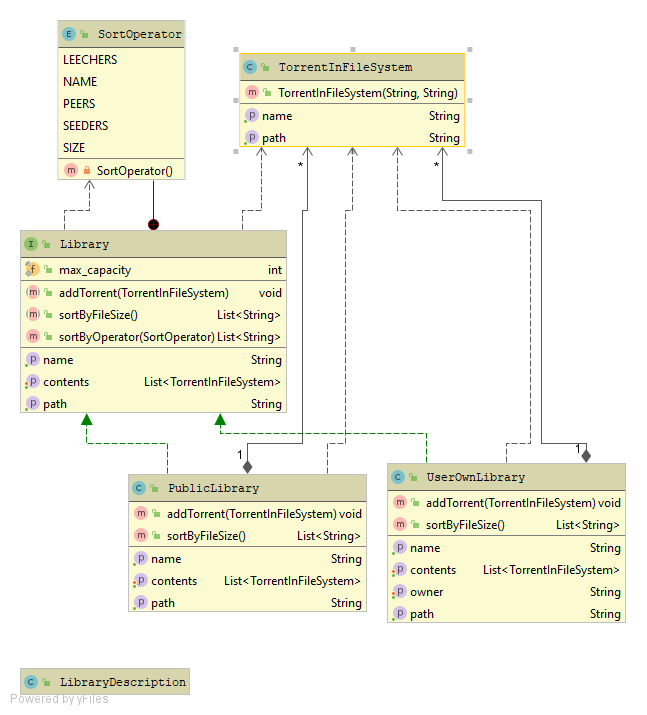 E SortOperator
LEECHERS
NAME
PEERS
SEEDERS
SIZE
m SortOperator()
C TorrentInFileSystem
m TorrentInFileSystem(String, String)
p name String
p path String
*
*
I Library
f max_capacity int
m addTorrent(TorrentInFileSystem) void
m sortByFileSize() List<String>
m sortByOperator(SortOperator) List<String>
p name String
p contents List<TorrentInFileSystem>
p path String
1
1
C PublicLibrary
m addTorrent(TorrentInFileSystem) void
m sortByFileSize() List<String>
p name String
p contents List<TorrentInFileSystem>
p path String
C UserOwnLibrary
m addTorrent(TorrentInFileSystem) void
m sortByFileSize() List<String>
p name String
p contents List<TorrentInFileSystem>
p owner String
p path String
C LibraryDescription
Powered by yFiles